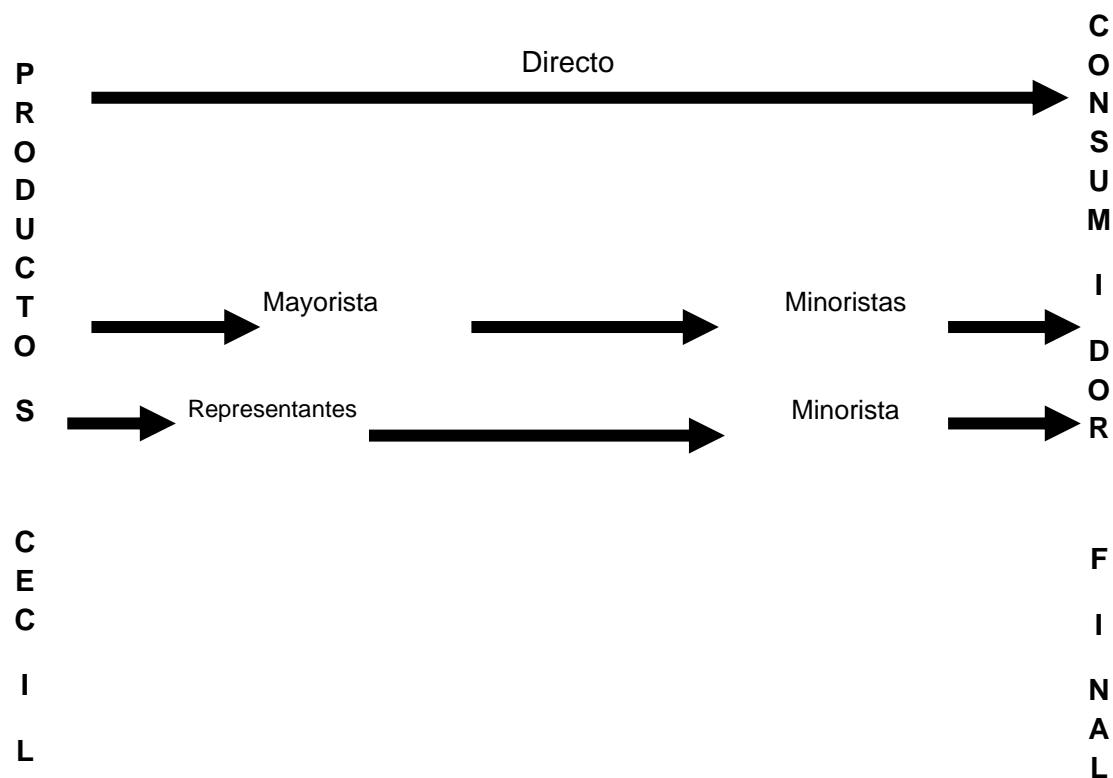 PRODUCTOS CECIL
Directo
Mayorista
Minoristas
Representantes
Minorista
CONSUMIDOR FINAL